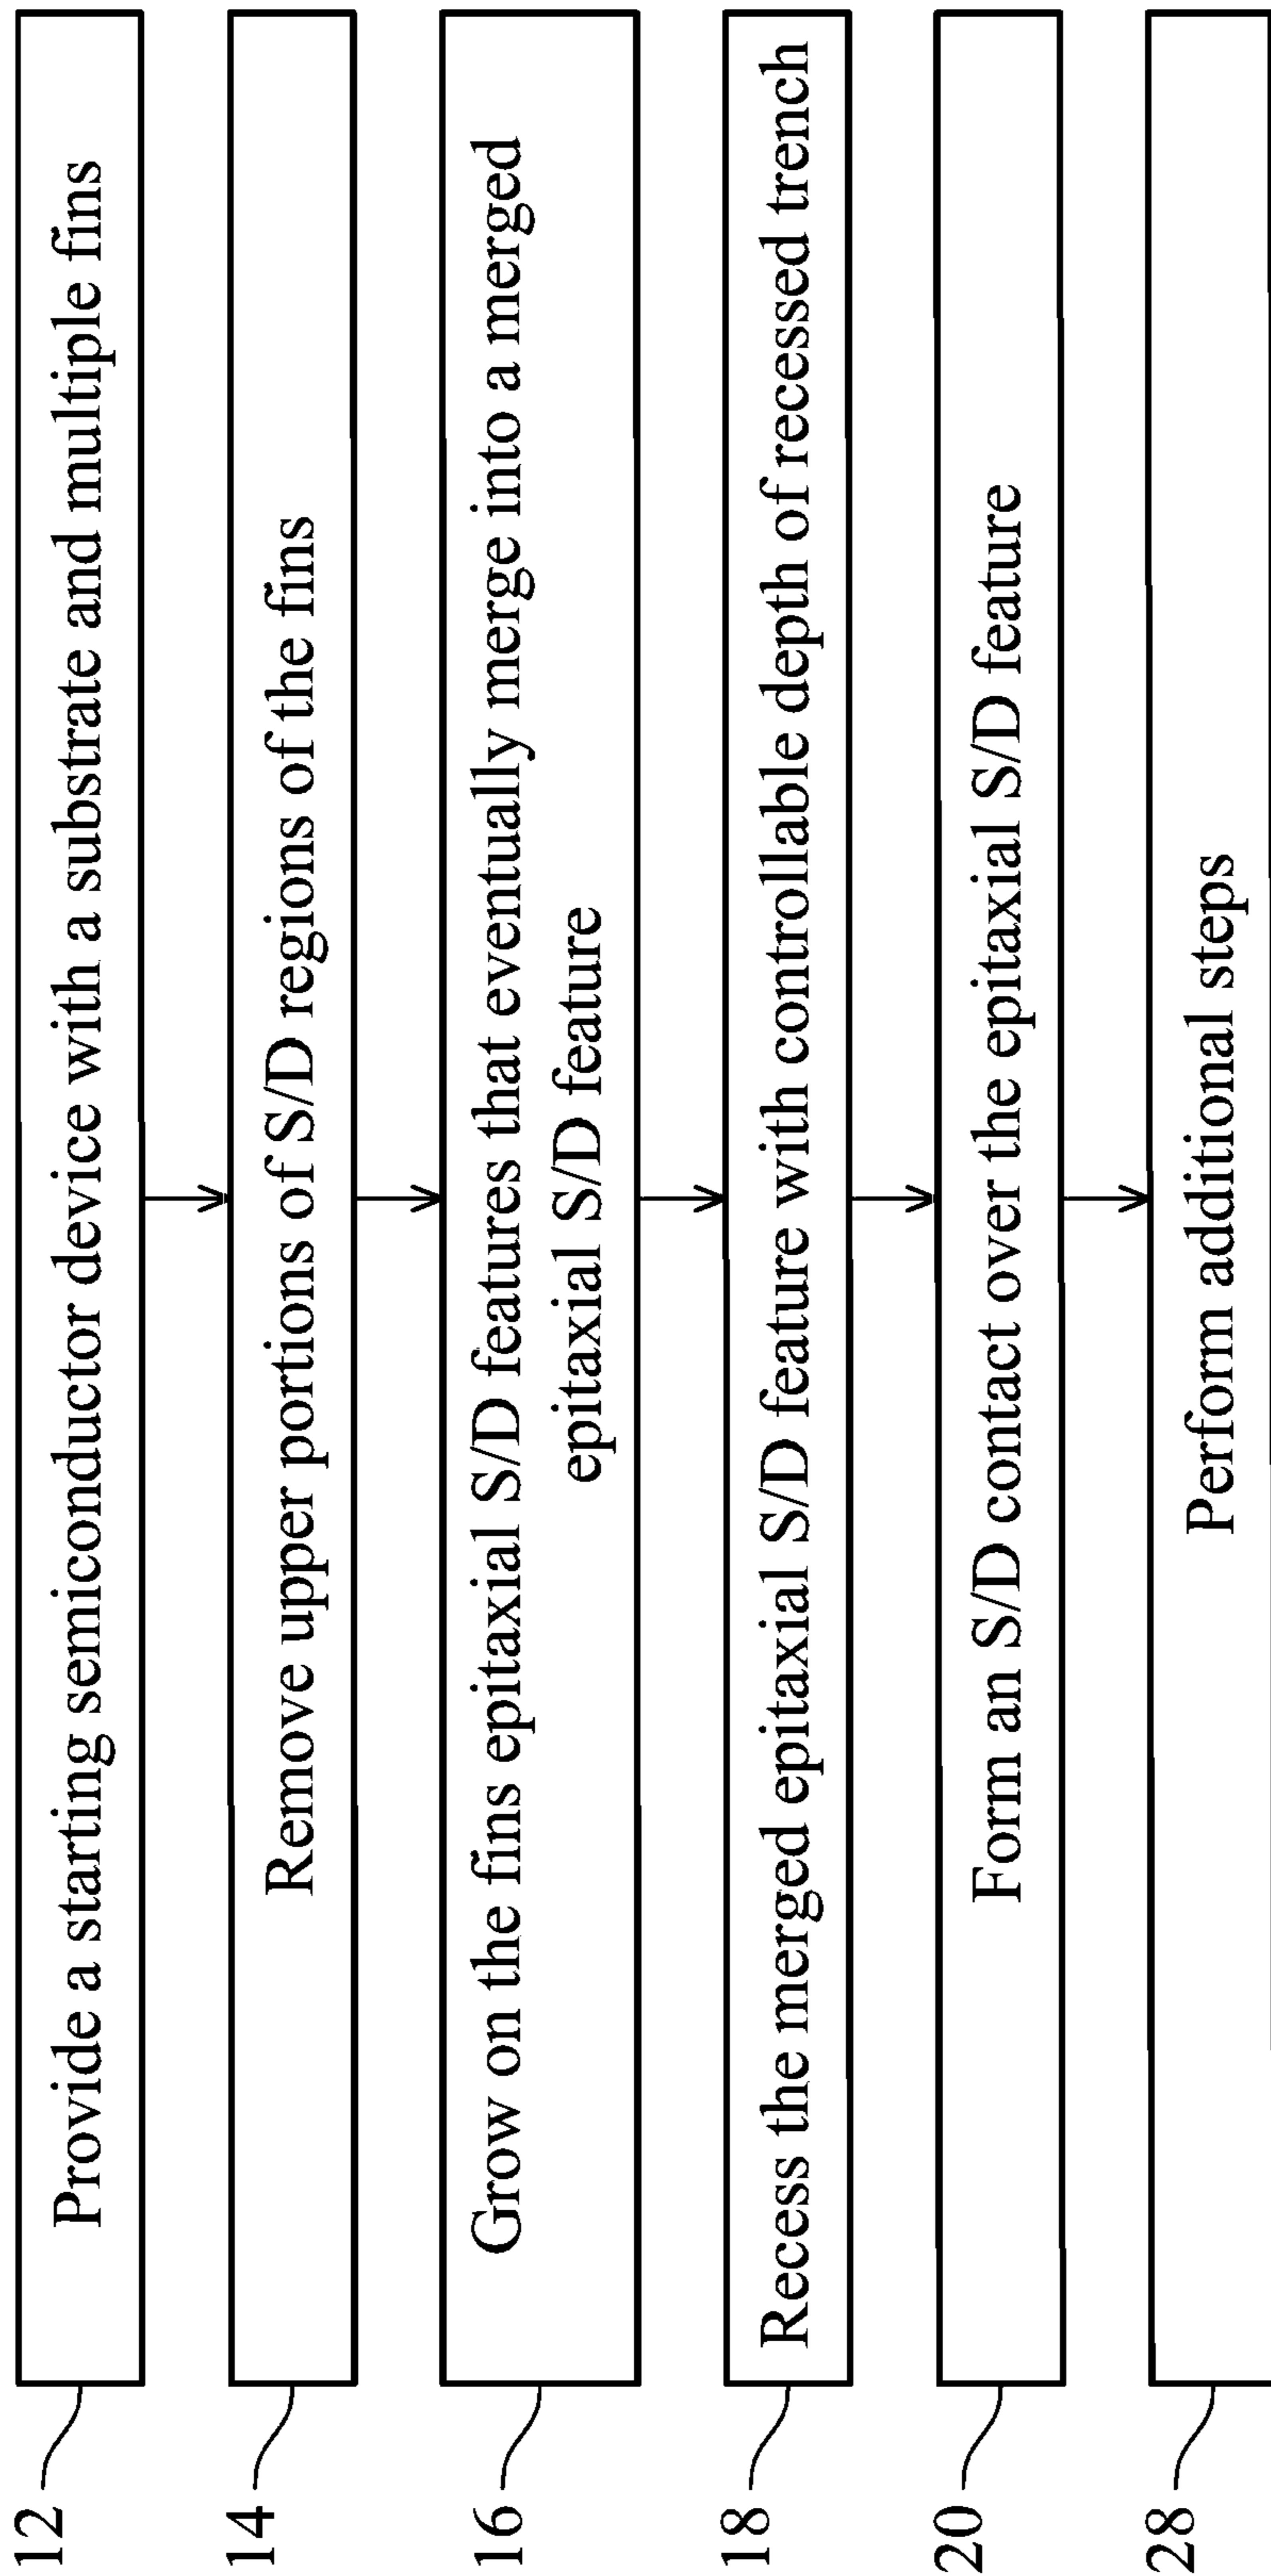 12
Provide a starting semiconductor device with a substrate and multiple fins
14
Remove upper portions of S/D regions of the fins
16
Grow on the fins epitaxial S/D features that eventually merge into a merged
epitaxial S/D feature
18
Recess the merged epitaxial S/D feature with controllable depth of recessed trench
20
Form an S/D contact over the epitaxial S/D feature
28
Perform additional steps